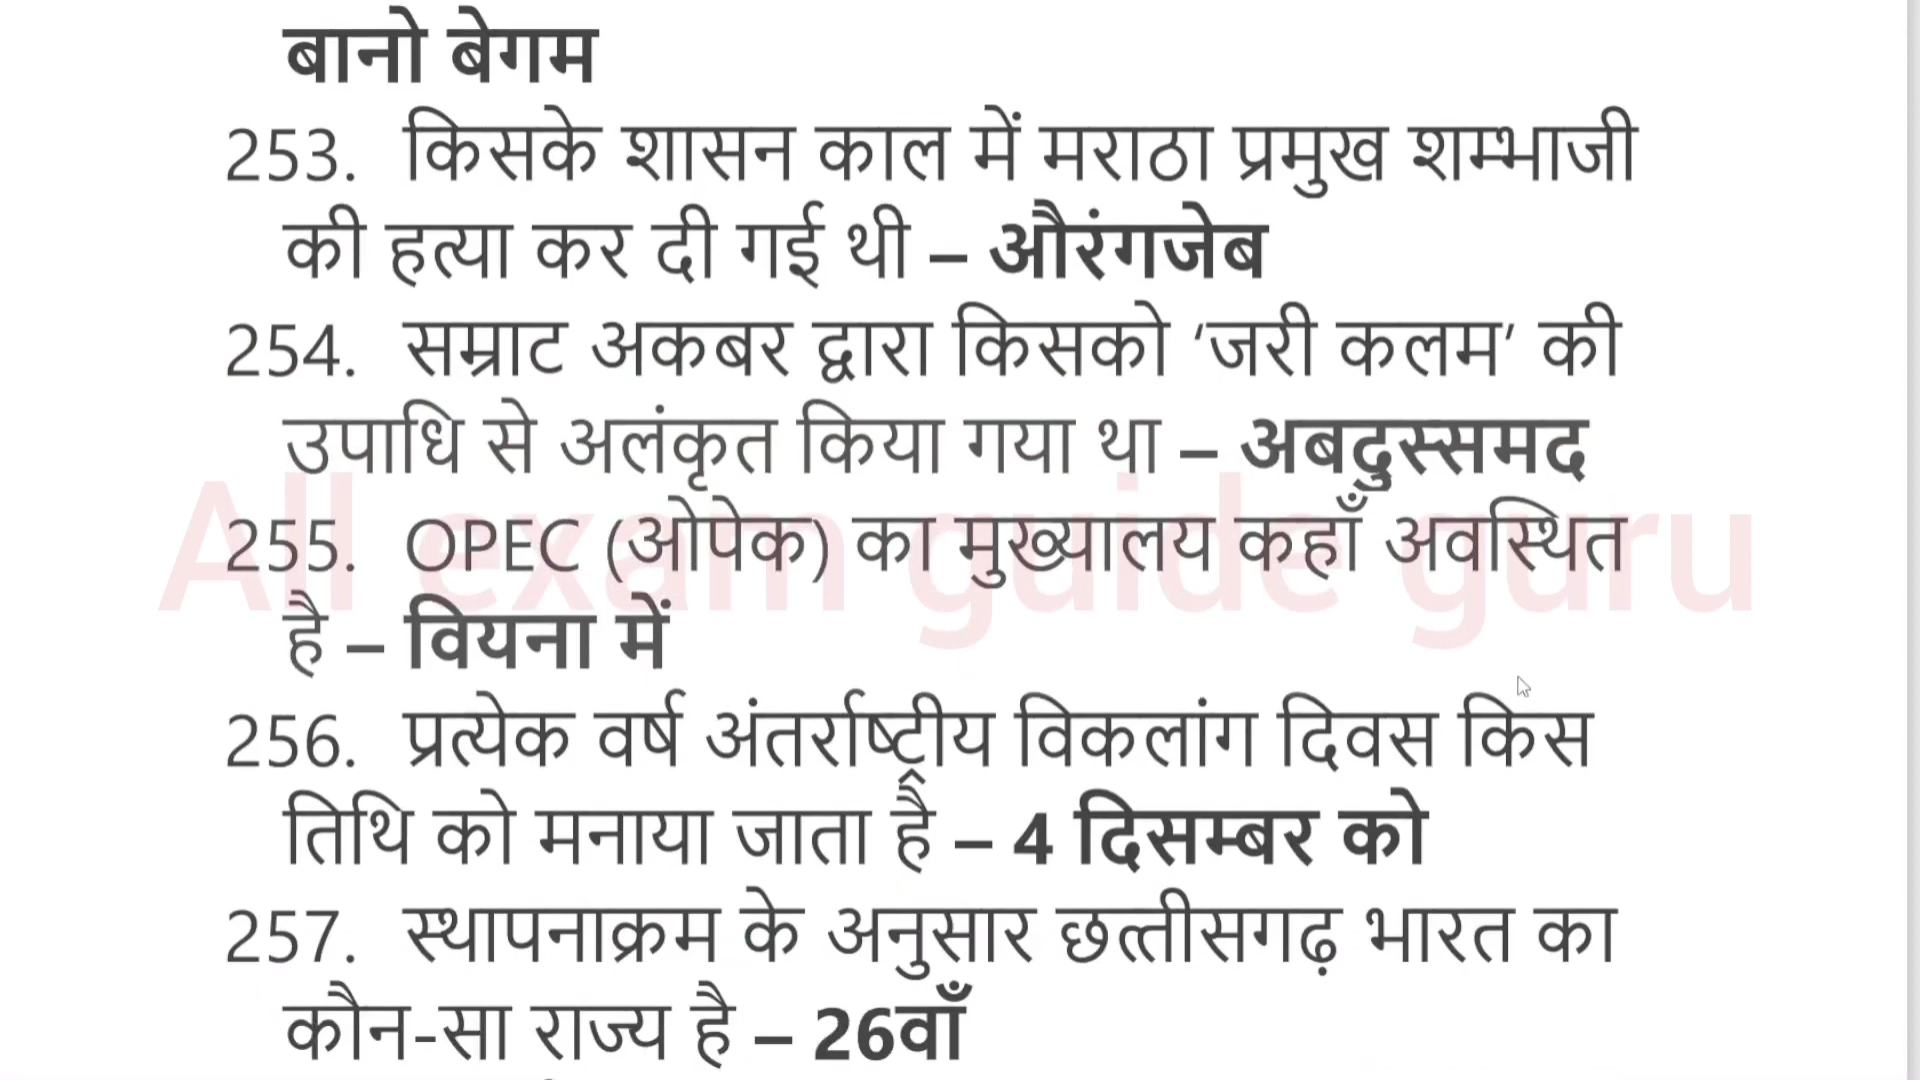 बानो बेगम
253. किसके शासन काल में मराठा प्रमुख शम्भाजी
की हत्या कर दी गई थी – औरंगजेब
254. सम्राट अकबर द्वारा किसको ‘जरी कलम’ की
उपाधि से अलंकृत किया गया था – अबदुस्समद
All exam guide guru
255. OPEC (ओपेक) का मुख्यालय कहाँ अवस्थित
है – वियना में
256. प्रत्येक वर्ष अंतर्राष्ट्रीय विकलांग दिवस किस
तिथि को मनाया जाता है – 4 दिसम्बर को
257. स्थापनाक्रम के अनुसार छत्तीसगढ़ भारत का
कौन-सा राज्य है – 26वाँ